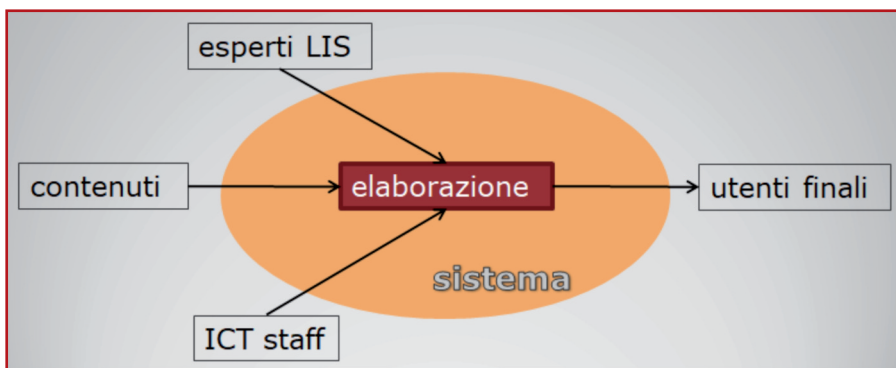 esperti LIS
contenuti
elaborazione
utenti finali
sistema
ICT staff